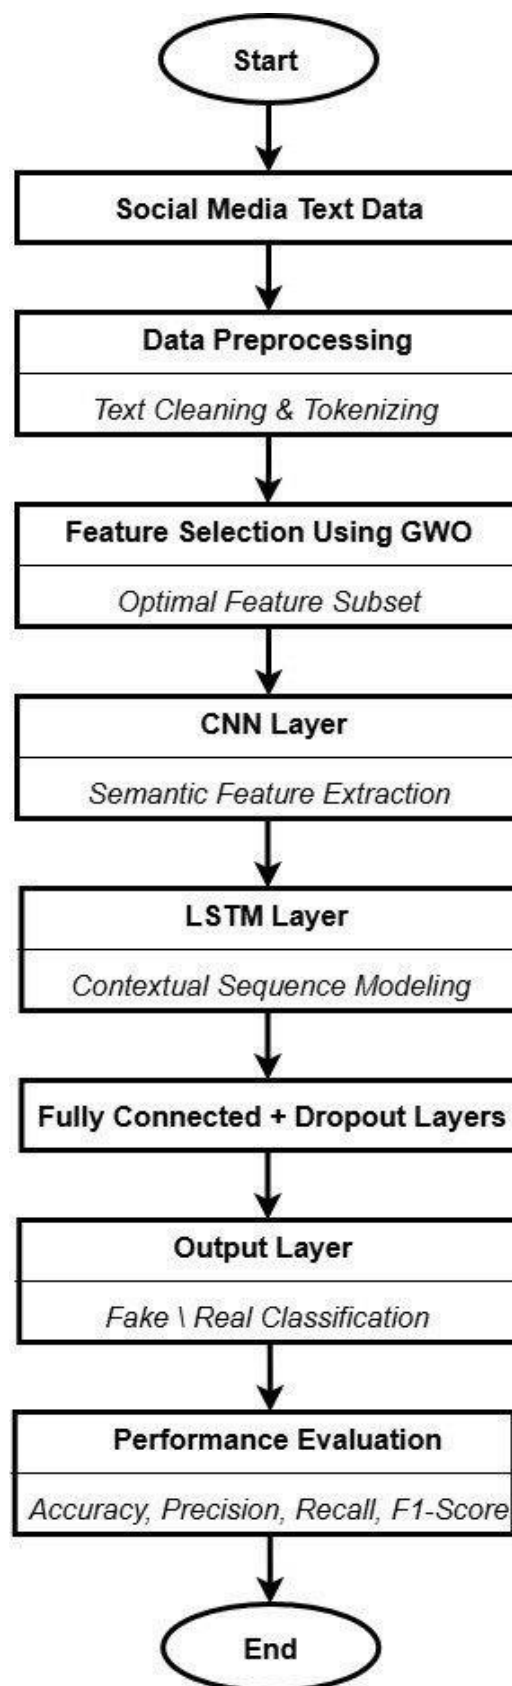 Start
Social Media Text Data
Data Preprocessing
Text Cleaning & Tokenizing
Feature Selection Using GWO
Optimal Feature Subset
CNN Layer
Semantic Feature Extraction
LSTM Layer
Contextual Sequence Modeling
Fully Connected + Dropout Layers
Output Layer
Fake \ Real Classification
Performance Evaluation
Accuracy, Precision, Recall, F1-Score
End